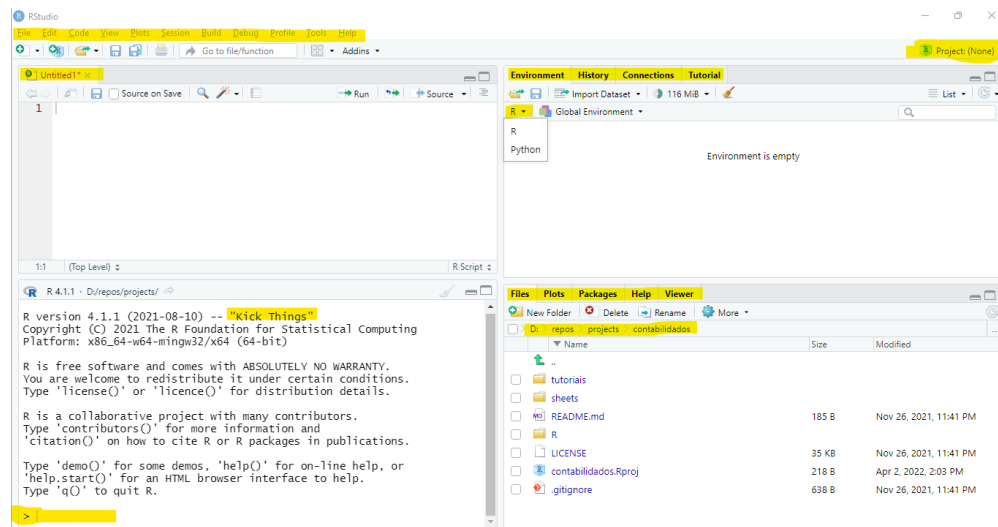 RStudio
File Edit Code View Plots Session Build Debug Profile Tools Help
Go to file/function Addins Project: (None)
Untitled1*
Source on Save Run Source
1
1:1 (Top Level) R Script
R 4.1.1 · D:/repos/projects/
R version 4.1.1 (2021-08-10) -- "Kick Things"
Copyright (C) 2021 The R Foundation for Statistical Computing
Platform: x86_64-w64-mingw32/x64 (64-bit)
R is free software and comes with ABSOLUTELY NO WARRANTY.
You are welcome to redistribute it under certain conditions.
Type 'license()' or 'licence()' for distribution details.
R is a collaborative project with many contributors.
Type 'contributors()' for more information and
'citation()' on how to cite R or R packages in publications.
Type 'demo()' for some demos, 'help()' for on-line help, or
'help.start()' for an HTML browser interface to help.
Type 'q()' to quit R.
>
Environment History Connections Tutorial
Import Dataset 116 MiB List
R Global Environment
R
Python
Environment is empty
Files Plots Packages Help Viewer
New Folder Delete Rename More
D: > repos > projects > contabilidados
Name Size Modified
..
tutoriais
sheets
README.md 185 B Nov 26, 2021, 11:41 PM
R
LICENSE 35 KB Nov 26, 2021, 11:41 PM
contabilidados.Rproj 218 B Apr 2, 2022, 2:03 PM
.gitignore 638 B Nov 26, 2021, 11:41 PM